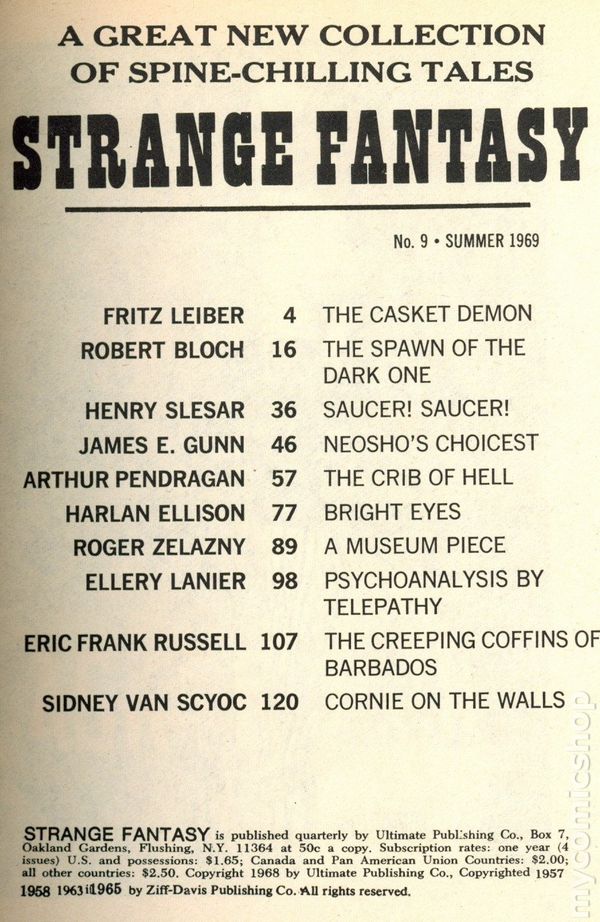 A GREAT NEW COLLECTION
OF SPINE-CHILLING TALES
STRANGE FANTASY
No. 9 • SUMMER 1969
FRITZ LEIBER 4 THE CASKET DEMON
ROBERT BLOCH 16 THE SPAWN OF THE
DARK ONE
HENRY SLESAR 36 SAUCER! SAUCER!
JAMES E. GUNN 46 NEOSHO'S CHOICEST
ARTHUR PENDRAGAN 57 THE CRIB OF HELL
HARLAN ELLISON 77 BRIGHT EYES
ROGER ZELAZNY 89 A MUSEUM PIECE
ELLERY LANIER 98 PSYCHOANALYSIS BY
TELEPATHY
ERIC FRANK RUSSELL 107 THE CREEPING COFFINS OF
BARBADOS
SIDNEY VAN SCYOC 120 CORNIE ON THE WALLS
STRANGE FANTASY is published quarterly by Ultimate Publishing Co., Box 7,
Oakland Gardens, Flushing, N.Y. 11364 at 50c a copy. Subscription rates: one year (4
issues) U.S. and possessions: $1.65; Canada and Pan American Union Countries: $2.00;
all other countries: $2.50. Copyright 1968 by Ultimate Publishing Co., Copyrighted 1957
1958 1963 1965 by Ziff-Davis Publishing Co. All rights reserved.
mycomicshop